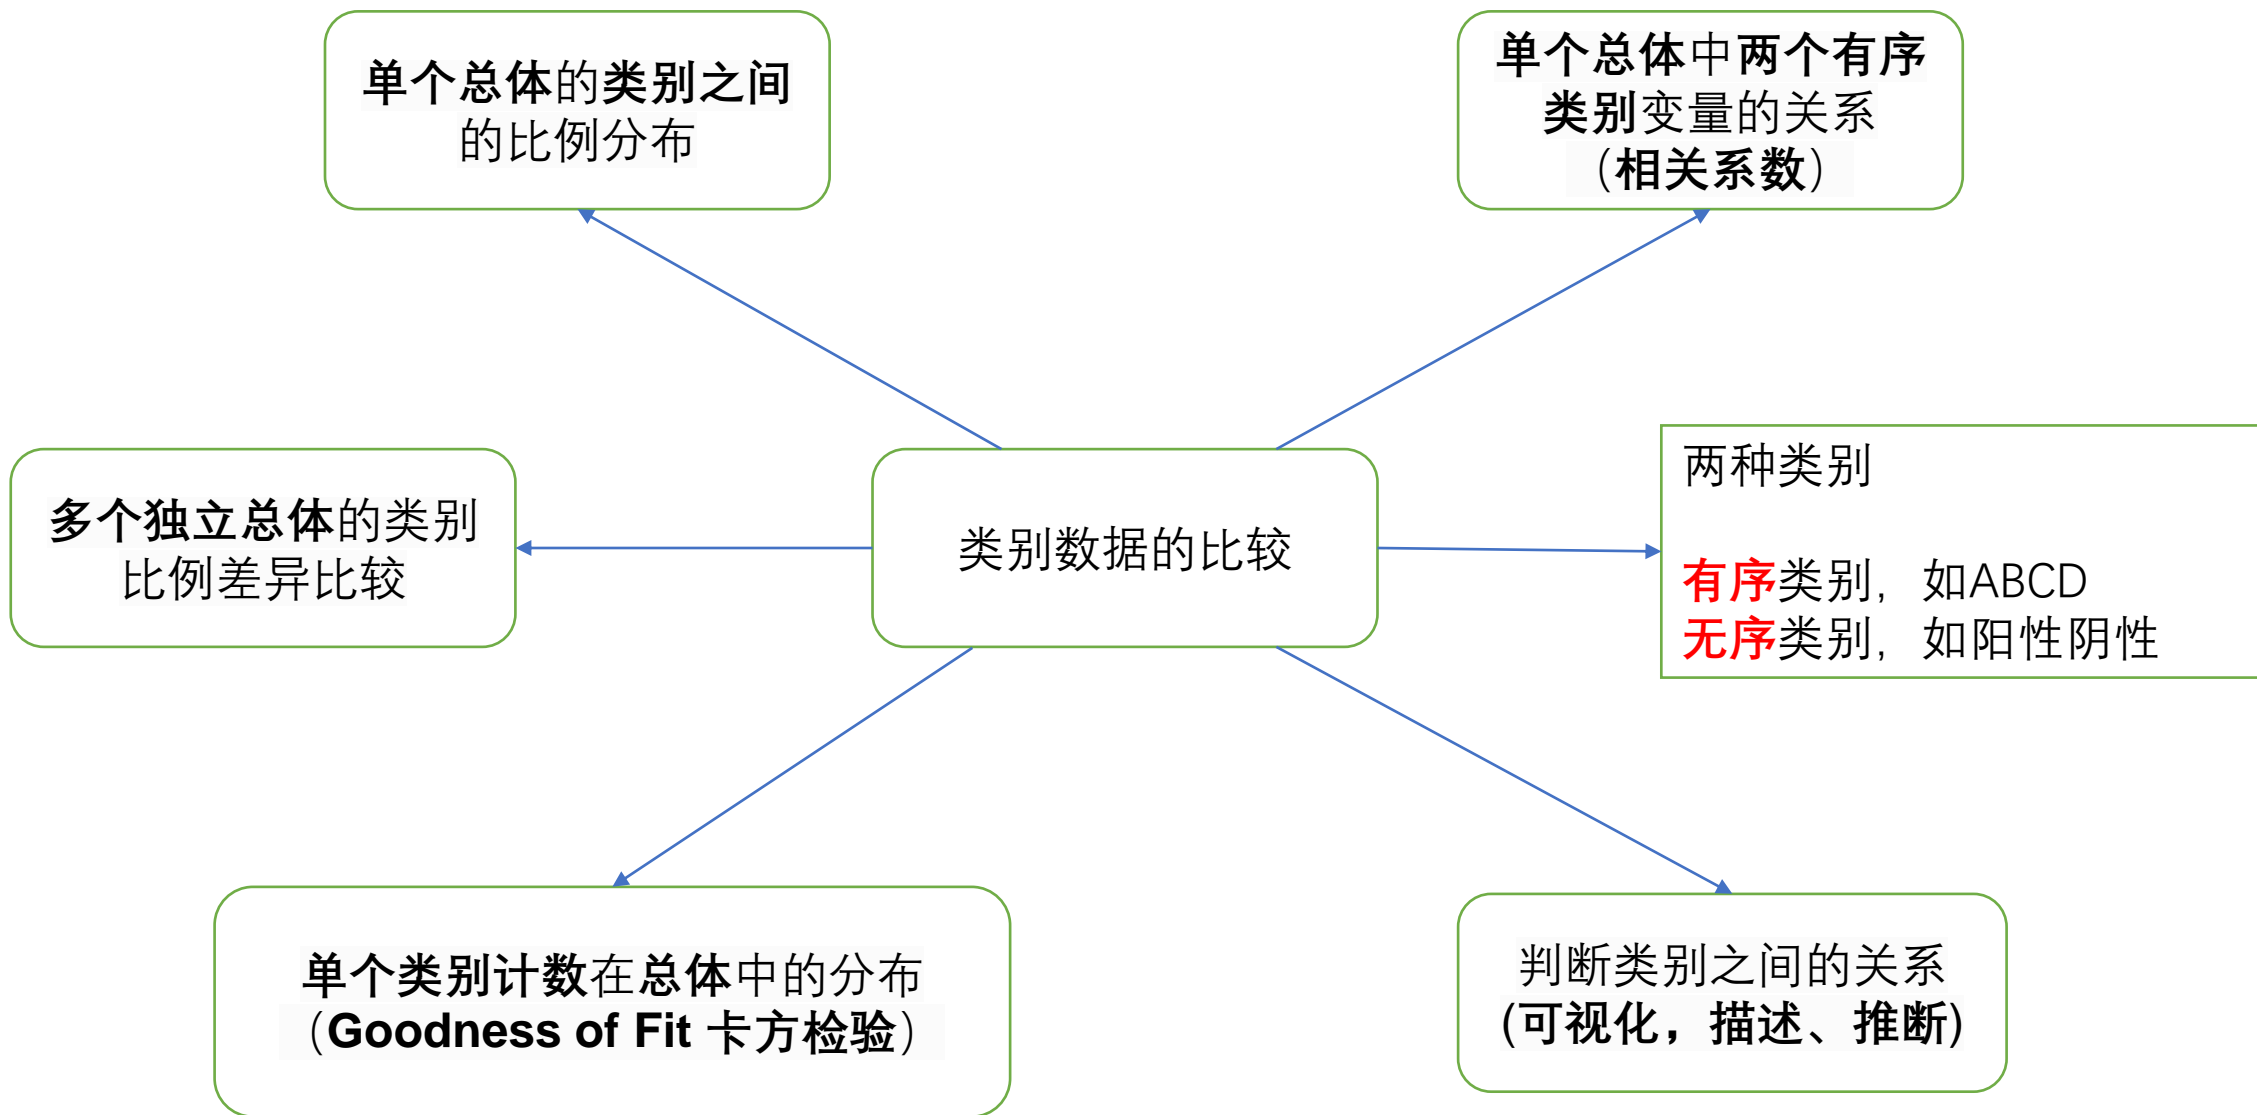 单个总体的类别之间
的比例分布
单个总体中两个有序
类别变量的关系
（相关系数）
多个独立总体的类别
比例差异比较
类别数据的比较
两种类别
有序类别，如ABCD
无序类别，如阳性阴性
单个类别计数在总体中的分布
（Goodness of Fit 卡方检验）
判断类别之间的关系
(可视化，描述、推断)